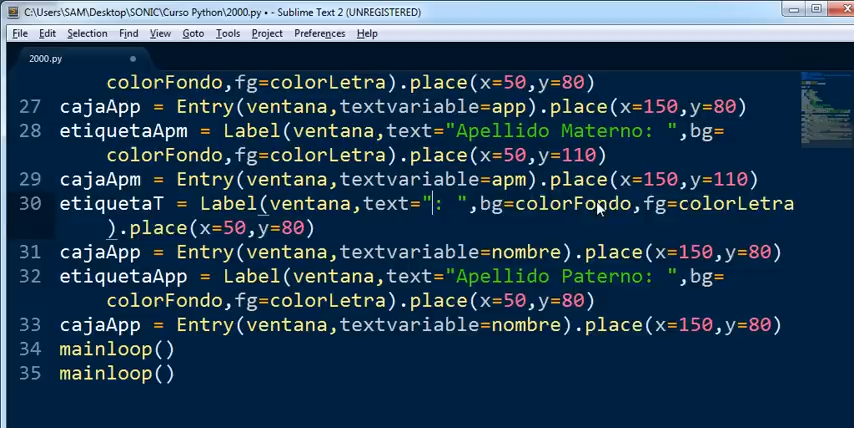 C:\Users\SAM\Desktop\SONIC\Curso Python\2000.py • - Sublime Text 2 (UNREGISTERED)
File Edit Selection Find View Goto Tools Project Preferences Help
2000.py
colorFondo,fg=colorLetra).place(x=50,y=80)
27 cajaApp = Entry(ventana,textvariable=app).place(x=150,y=80)
28 etiquetaApm = Label(ventana,text="Apellido Materno: ",bg=
colorFondo,fg=colorLetra).place(x=50,y=110)
29 cajaApm = Entry(ventana,textvariable=apm).place(x=150,y=110)
30 etiquetaT = Label(ventana,text=": ",bg=colorFondo,fg=colorLetra
).place(x=50,y=80)
31 cajaApp = Entry(ventana,textvariable=nombre).place(x=150,y=80)
32 etiquetaApp = Label(ventana,text="Apellido Paterno: ",bg=
colorFondo,fg=colorLetra).place(x=50,y=80)
33 cajaApp = Entry(ventana,textvariable=nombre).place(x=150,y=80)
34 mainloop()
35 mainloop()